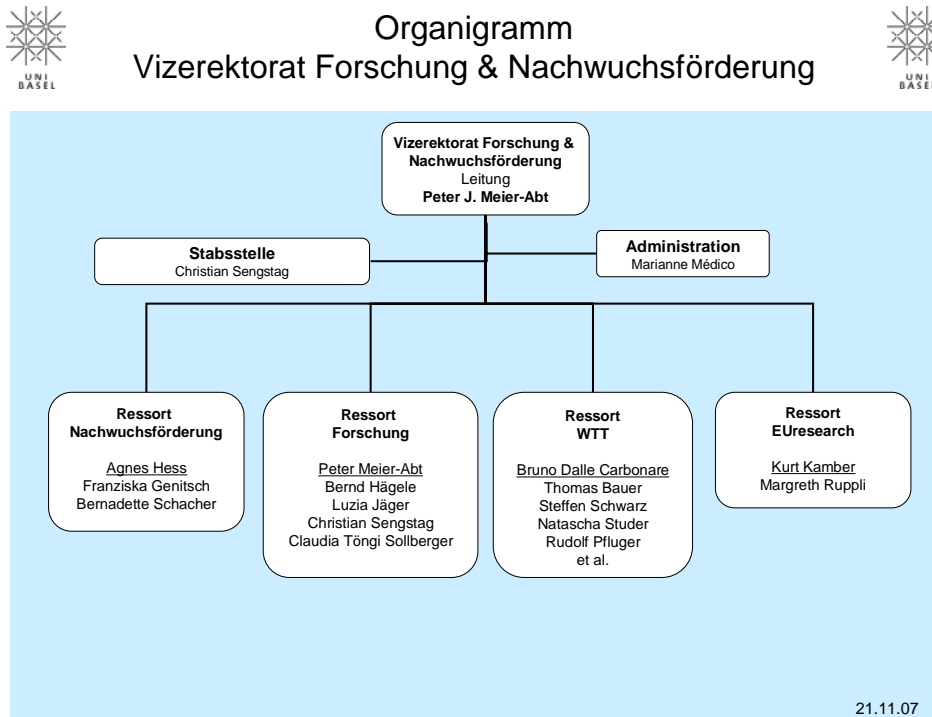 Organigramm
Vizerektorat Forschung & Nachwuchsförderung
UNI
BASEL
UNI
BASEL
Vizerektorat Forschung &
Nachwuchsförderung
Leitung
Peter J. Meier-Abt
Stabsstelle
Christian Sengstag
Administration
Marianne Médico
Ressort
Nachwuchsförderung
Agnes Hess
Franziska Genitsch
Bernadette Schacher
Ressort
Forschung
Peter Meier-Abt
Bernd Hägele
Luzia Jäger
Christian Sengstag
Claudia Töngi Sollberger
Ressort
WTT
Bruno Dalle Carbonare
Thomas Bauer
Steffen Schwarz
Natascha Studer
Rudolf Pfluger
et al.
Ressort
EUresearch
Kurt Kamber
Margreth Ruppli
21.11.07